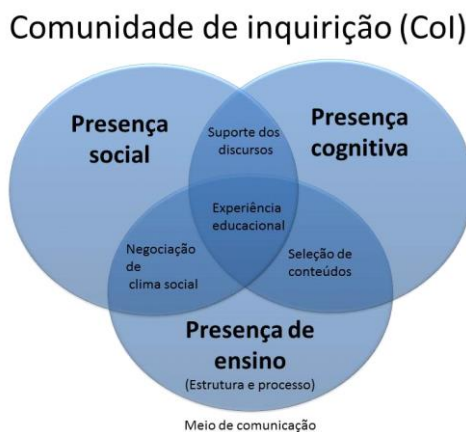 Comunidade de inquirição (CoI)
Presença
social
Suporte dos
discursos
Presença
cognitiva
Experiência
educacional
Negociação
de
clima social
Seleção de
conteúdos
Presença de
ensino
(Estrutura e processo)
Meio de comunicação